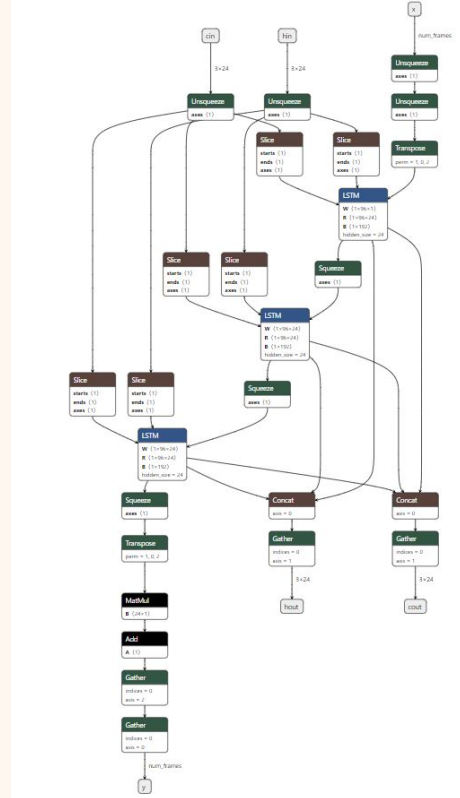 x
num_frames
cin
hin
3×24
3×24
Unsqueeze
axes ⟨1⟩
Unsqueeze
axes ⟨1⟩
Unsqueeze
axes ⟨1⟩
Unsqueeze
axes ⟨1⟩
Slice
starts ⟨1⟩
ends ⟨1⟩
axes ⟨1⟩
Slice
starts ⟨1⟩
ends ⟨1⟩
axes ⟨1⟩
Transpose
perm = 1, 0, 2
LSTM
W ⟨1×96×1⟩
R ⟨1×96×24⟩
B ⟨1×192⟩
hidden_size = 24
Slice
starts ⟨1⟩
ends ⟨1⟩
axes ⟨1⟩
Slice
starts ⟨1⟩
ends ⟨1⟩
axes ⟨1⟩
Squeeze
axes ⟨1⟩
LSTM
W ⟨1×96×24⟩
R ⟨1×96×24⟩
B ⟨1×192⟩
hidden_size = 24
Slice
starts ⟨1⟩
ends ⟨1⟩
axes ⟨1⟩
Slice
starts ⟨1⟩
ends ⟨1⟩
axes ⟨1⟩
Squeeze
axes ⟨1⟩
LSTM
W ⟨1×96×24⟩
R ⟨1×96×24⟩
B ⟨1×192⟩
hidden_size = 24
Squeeze
axes ⟨1⟩
Concat
axis = 0
Concat
axis = 0
Transpose
perm = 1, 0, 2
Gather
indices = 0
axis = 1
Gather
indices = 0
axis = 1
3×24
3×24
hout
cout
MatMul
B ⟨24×1⟩
Add
A ⟨1⟩
Gather
indices = 0
axis = 2
Gather
indices = 0
axis = 0
num_frames
y